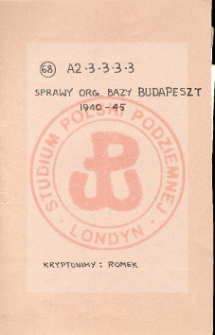 68 A2·3·3·3·3
SPRAWY ORG. BAZY BUDAPESZT
1940-45
STUDIUM POLSKI PODZIEMNEJ
LONDYN
KRYPTONIMY: ROMEK